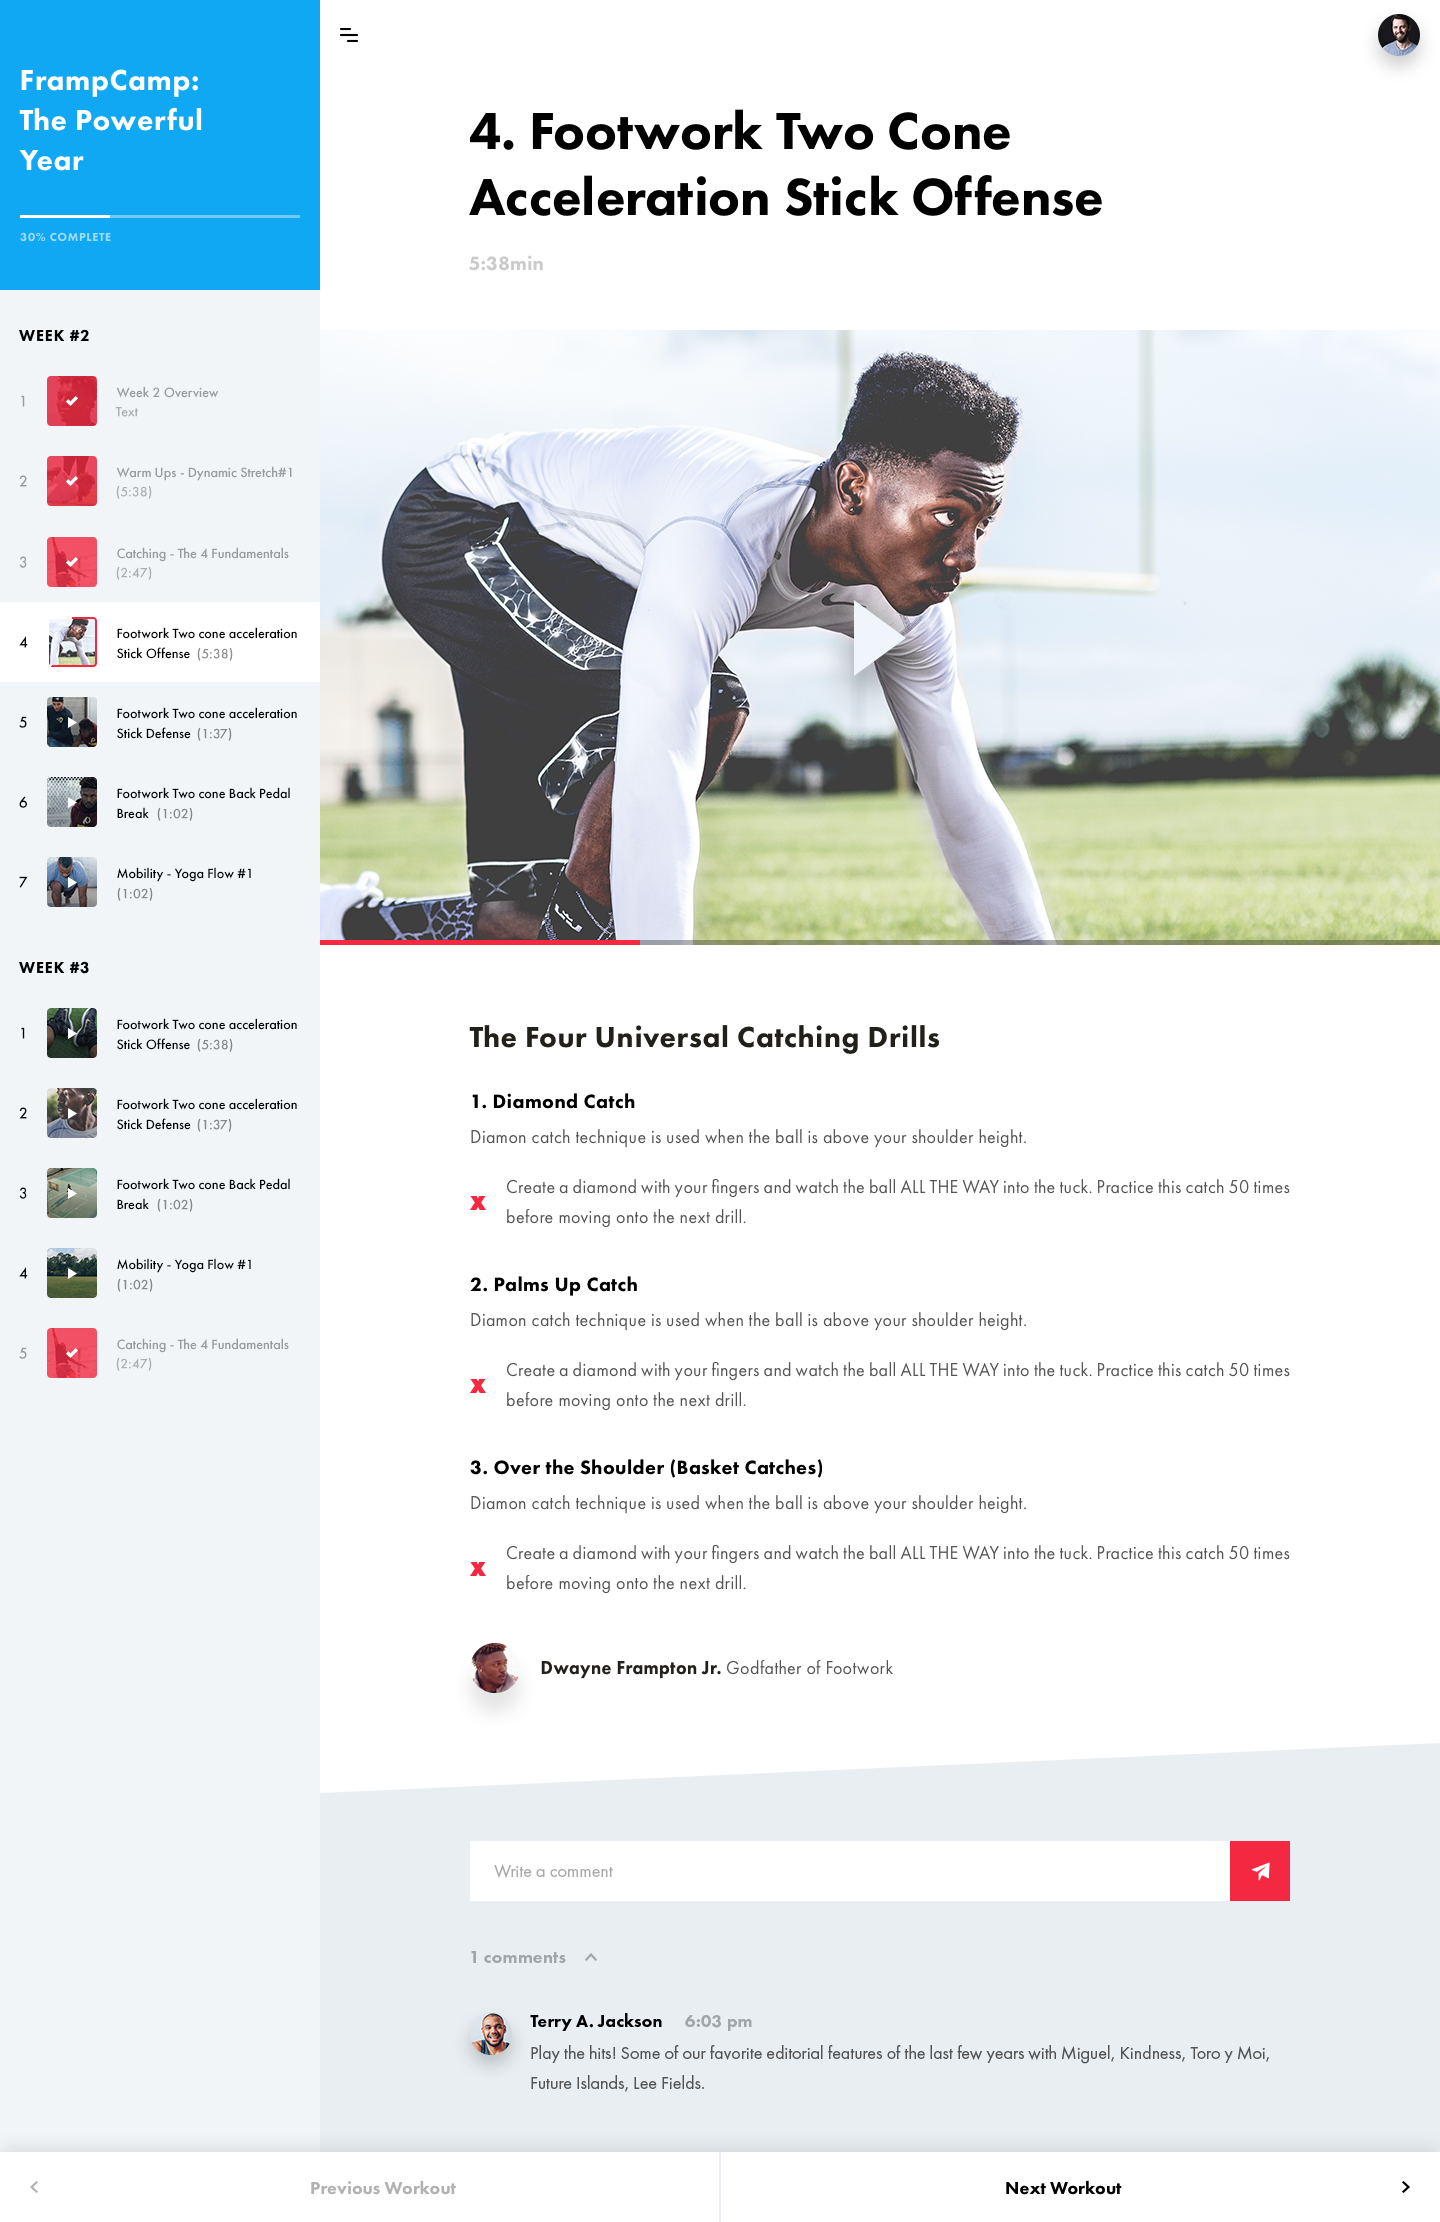 FrampCamp:
The Powerful
Year
30% COMPLETE
WEEK #2
1
Week 2 Overview
Text
2
Warm Ups - Dynamic Stretch#1
(5:38)
3
Catching - The 4 Fundamentals
(2:47)
4
Footwork Two cone acceleration
Stick Offense (5:38)
5
Footwork Two cone acceleration
Stick Defense (1:37)
6
Footwork Two cone Back Pedal
Break (1:02)
7
Mobility - Yoga Flow #1
(1:02)
WEEK #3
1
Footwork Two cone acceleration
Stick Offense (5:38)
2
Footwork Two cone acceleration
Stick Defense (1:37)
3
Footwork Two cone Back Pedal
Break (1:02)
4
Mobility - Yoga Flow #1
(1:02)
5
Catching - The 4 Fundamentals
(2:47)
4. Footwork Two Cone
Acceleration Stick Offense
5:38min
The Four Universal Catching Drills
1. Diamond Catch
Diamon catch technique is used when the ball is above your shoulder height.
x Create a diamond with your fingers and watch the ball ALL THE WAY into the tuck. Practice this catch 50 times
before moving onto the next drill.
2. Palms Up Catch
Diamon catch technique is used when the ball is above your shoulder height.
x Create a diamond with your fingers and watch the ball ALL THE WAY into the tuck. Practice this catch 50 times
before moving onto the next drill.
3. Over the Shoulder (Basket Catches)
Diamon catch technique is used when the ball is above your shoulder height.
x Create a diamond with your fingers and watch the ball ALL THE WAY into the tuck. Practice this catch 50 times
before moving onto the next drill.
Dwayne Frampton Jr. Godfather of Footwork
Write a comment
1 comments
Terry A. Jackson 6:03 pm
Play the hits! Some of our favorite editorial features of the last few years with Miguel, Kindness, Toro y Moi,
Future Islands, Lee Fields.
Previous Workout
Next Workout